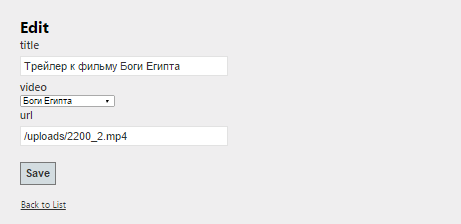 Edit
title
Трейлер к фильму Боги Египта
video
Боги Египта
url
/uploads/2200_2.mp4
Save
Back to List